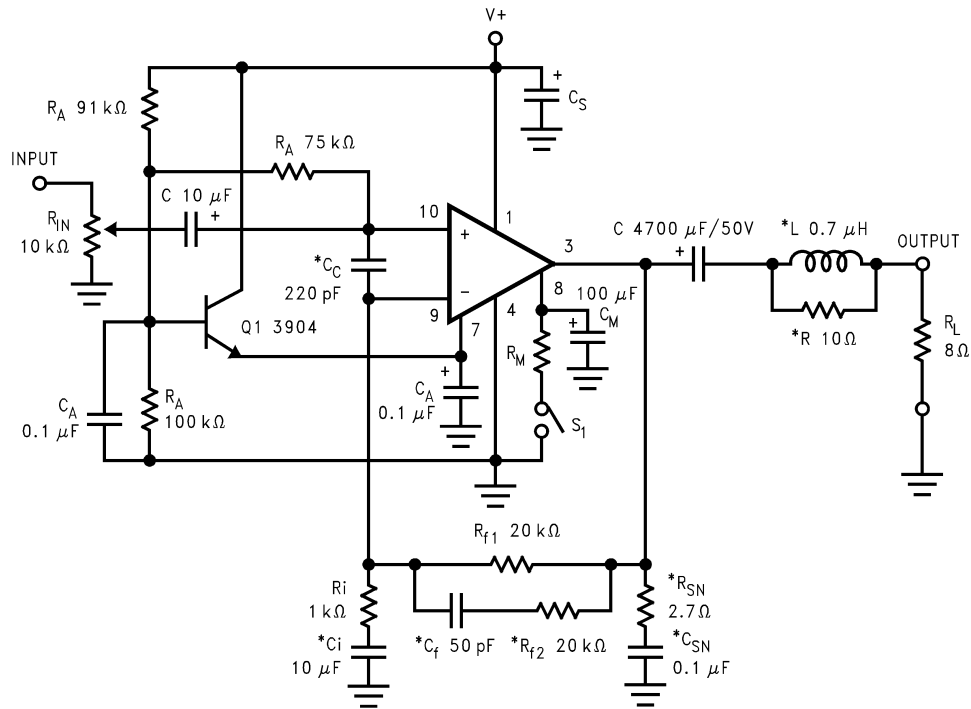 V+
+
C_S
R_A 91 kΩ
R_A 75 kΩ
INPUT
C 10 μF
+
R_IN
10 kΩ
10
+
1
*C_C
220 pF
−
9
7
4
3
8
C 4700 μF/50V
+
*L 0.7 μH
OUTPUT
*R 10Ω
R_L
8Ω
100 μF
+
C_M
R_M
S_1
Q1 3904
+
C_A
0.1 μF
C_A
0.1 μF
R_A
100 kΩ
R_f1 20 kΩ
Ri
1 kΩ
*Ci
10 μF
*C_f 50 pF
*R_f2 20 kΩ
*R_SN
2.7Ω
*C_SN
0.1 μF